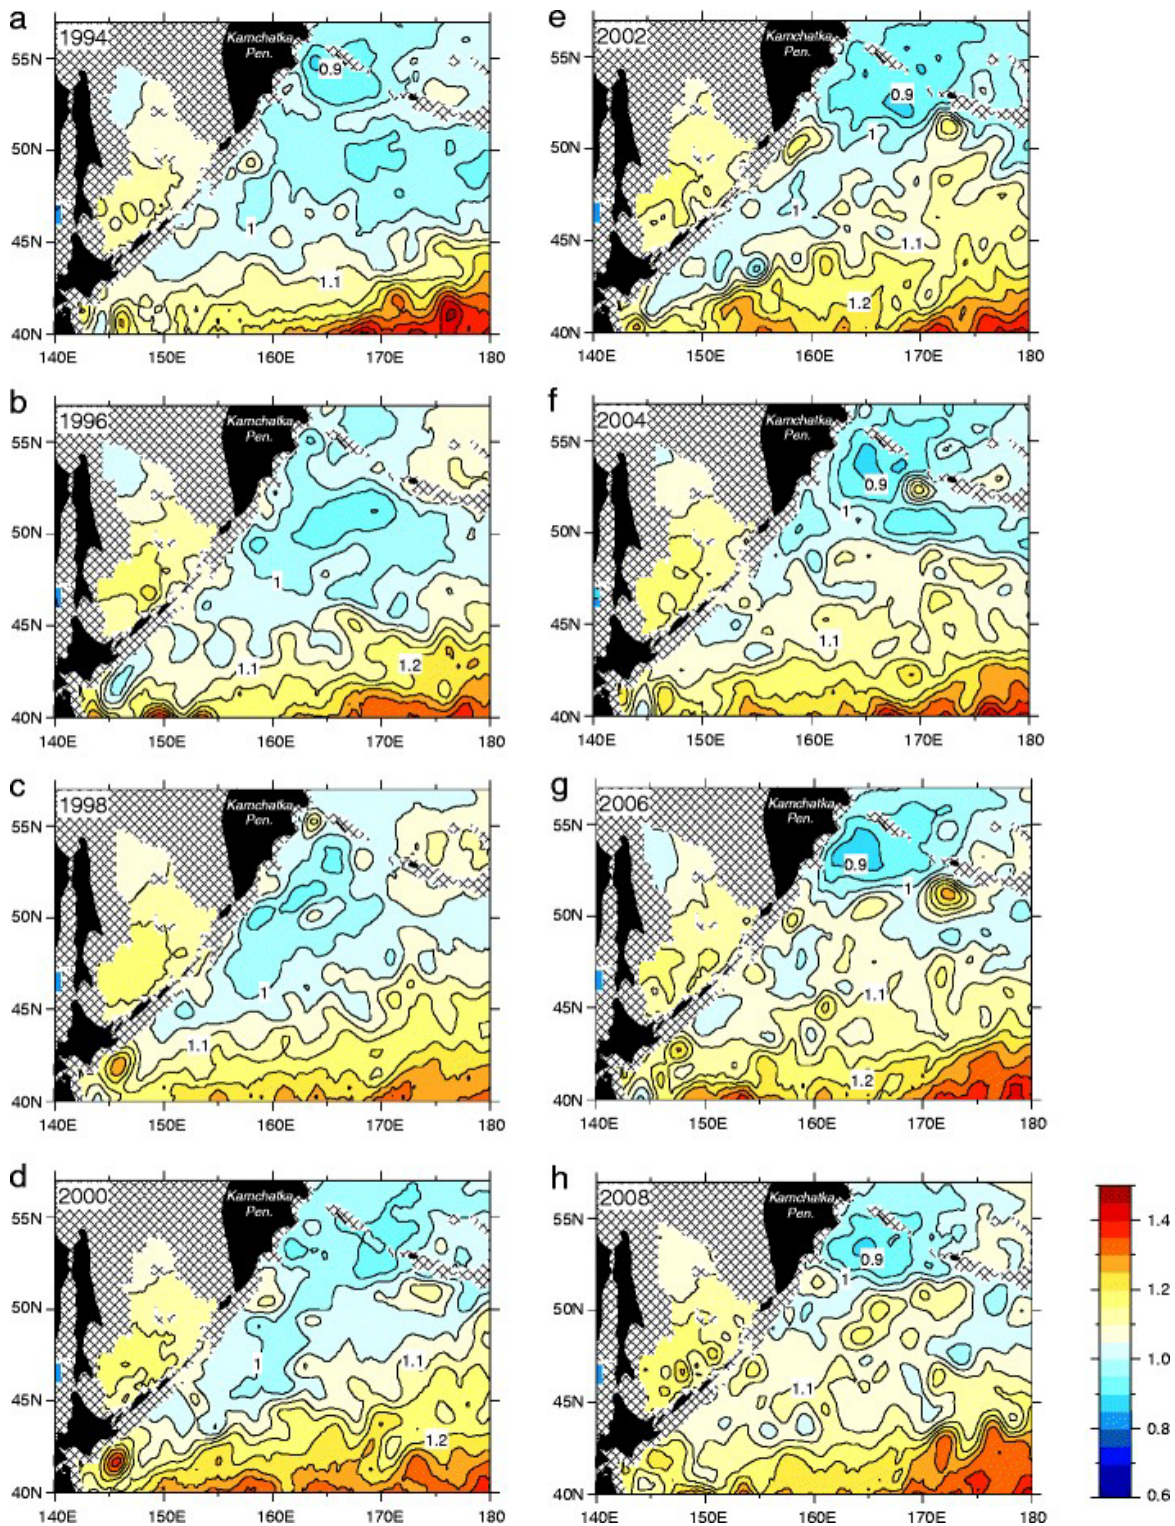 a
1994
Kamchatka
Pen.
0.9
1
1.1
55N
50N
45N
40N
140E 150E 160E 170E 180
e
2002
Kamchatka
Pen.
0.9
1
1
1.1
1.2
55N
50N
45N
40N
140E 150E 160E 170E 180
b
1996
Kamchatka
Pen.
1
1.1
1.2
55N
50N
45N
40N
140E 150E 160E 170E 180
f
2004
Kamchatka
Pen.
0.9
1
1.1
55N
50N
45N
40N
140E 150E 160E 170E 180
c
1998
Kamchatka
Pen.
1
1.1
55N
50N
45N
40N
140E 150E 160E 170E 180
g
2006
Kamchatka
Pen.
0.9
1
1.1
1.2
55N
50N
45N
40N
140E 150E 160E 170E 180
d
2000
Kamchatka
Pen.
1
1.1
1.2
55N
50N
45N
40N
140E 150E 160E 170E 180
h
2008
Kamchatka
Pen.
0.9
1
1.1
55N
50N
45N
40N
140E 150E 160E 170E 180
1.4
1.2
1.0
0.8
0.6